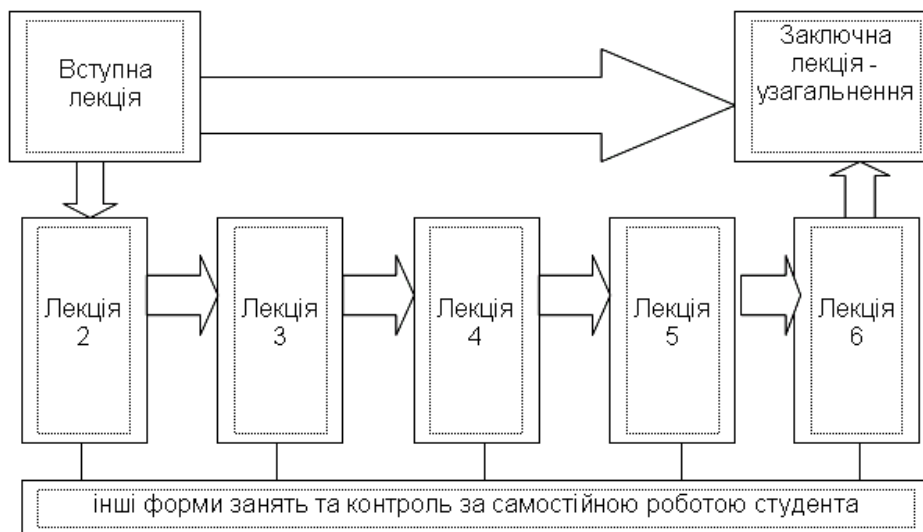 Вступна
лекція
Заключна
лекція -
узагальнення
Лекція
2
Лекція
3
Лекція
4
Лекція
5
Лекція
6
інші форми занять та контроль за самостійною роботою студента